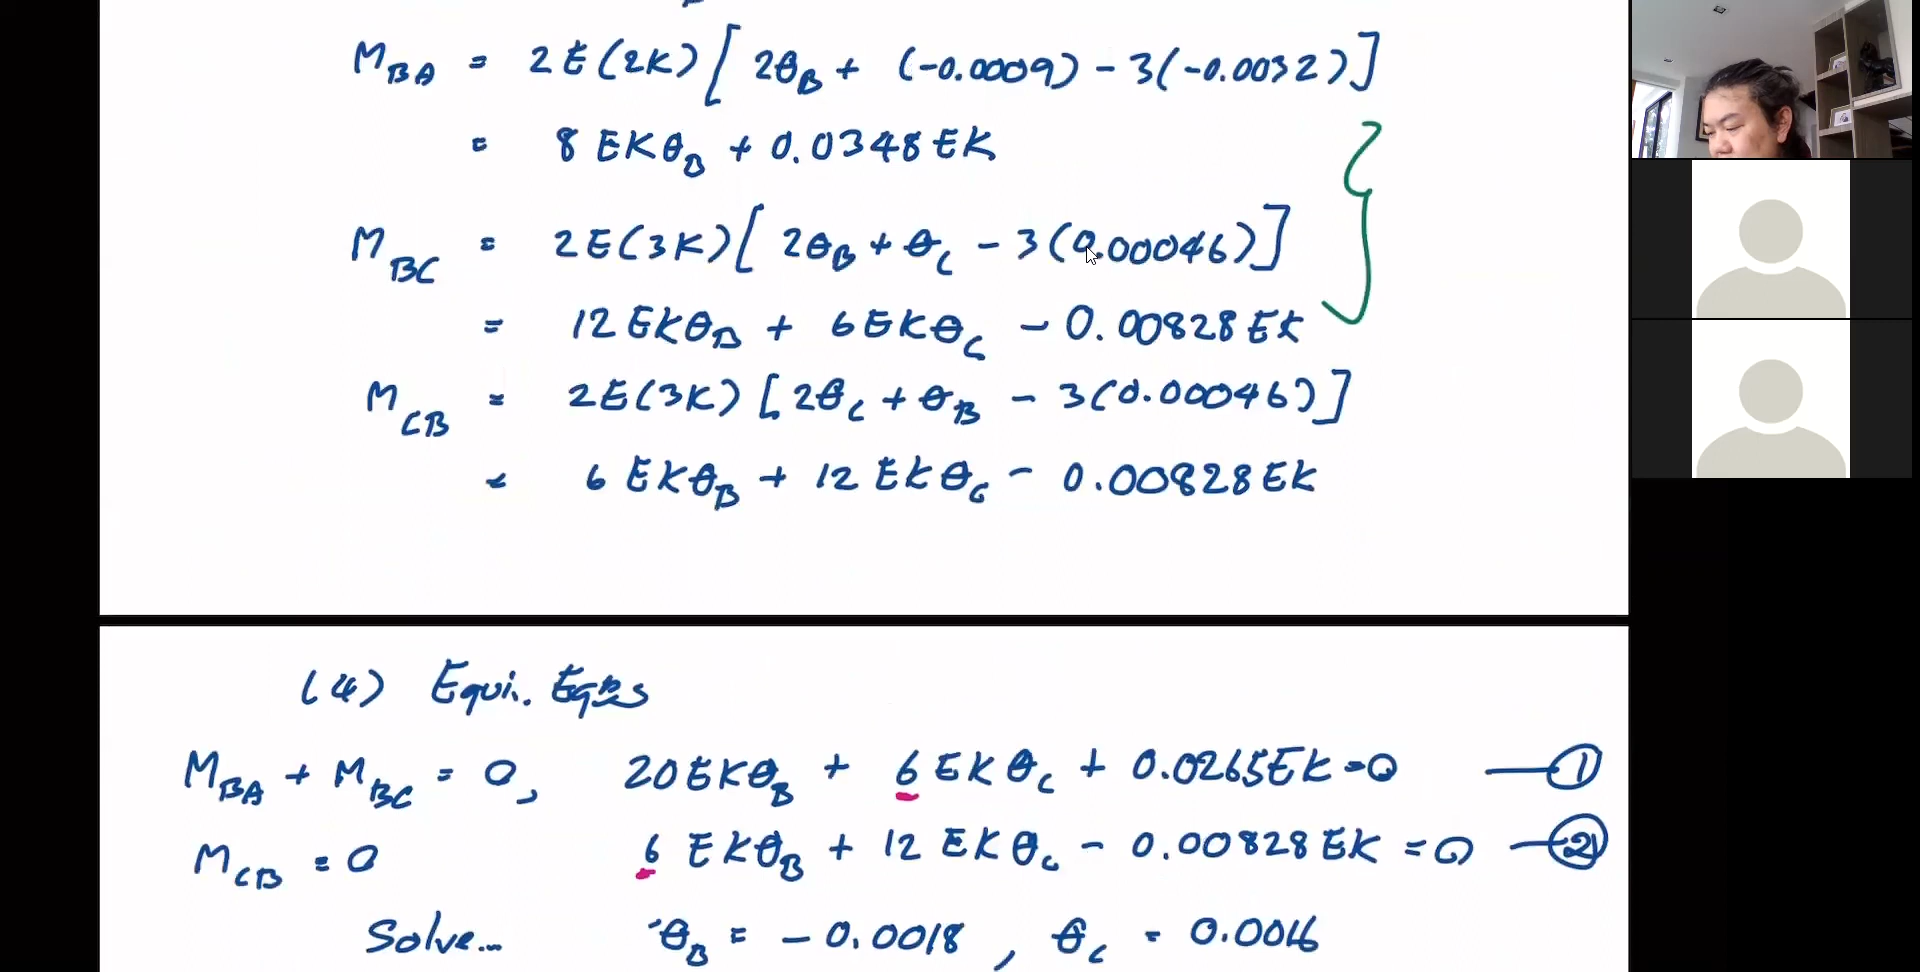 M_BA = 2E(2K)[2θ_B + (-0.0009) - 3(-0.0032)]
= 8EKθ_B + 0.0348EK
M_BC = 2E(3K)[2θ_B + θ_C - 3(0.00046)]
= 12EKθ_B + 6EKθ_C - 0.00828EK
M_CB = 2E(3K)[2θ_C + θ_B - 3(0.00046)]
= 6EKθ_B + 12EKθ_C - 0.00828EK
(4) Equi. Eqns
M_BA + M_BC = 0, 20EKθ_B + 6EKθ_C + 0.0265EK = 0 — ①
M_CB = 0 6EKθ_B + 12EKθ_C - 0.00828EK = 0 — ②
Solve... θ_B = -0.0018, θ_C = 0.0016